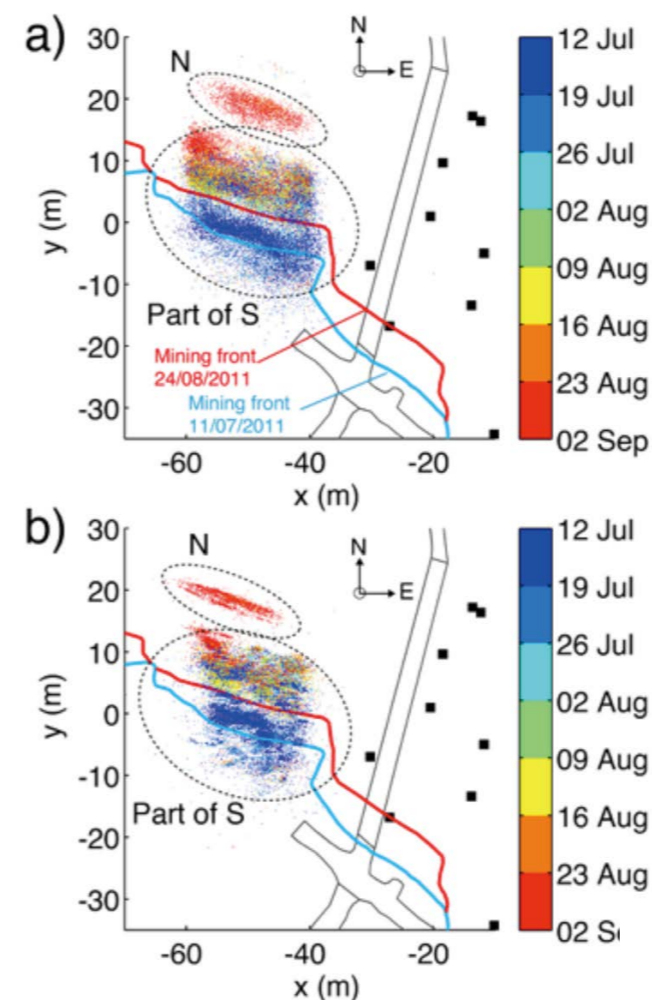 a)
30
20
10
0
-10
-20
-30
y (m)
N
N
E
Part of S
Mining front
24/08/2011
Mining front
11/07/2011
-60
-40
-20
x (m)
12 Jul
19 Jul
26 Jul
02 Aug
09 Aug
16 Aug
23 Aug
02 Sep
b)
30
20
10
0
-10
-20
-30
y (m)
N
N
E
Part of S
-60
-40
-20
x (m)
12 Jul
19 Jul
26 Jul
02 Aug
09 Aug
16 Aug
23 Aug
02